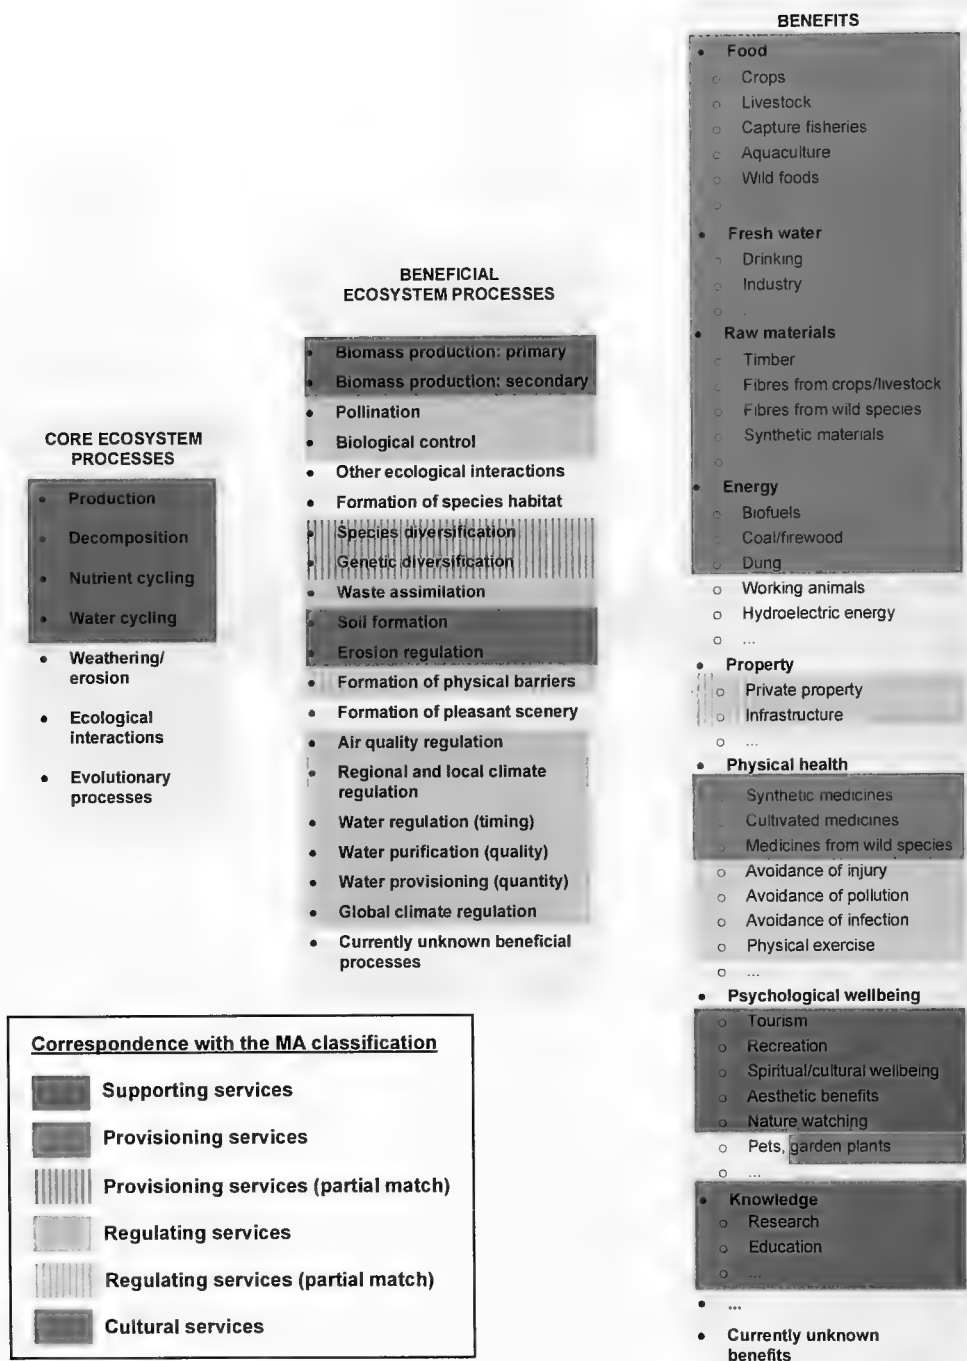 CORE ECOSYSTEM
PROCESSES
• Production
• Decomposition
• Nutrient cycling
• Water cycling
• Weathering/
erosion
• Ecological
interactions
• Evolutionary
processes
BENEFICIAL
ECOSYSTEM PROCESSES
• Biomass production: primary
• Biomass production: secondary
• Pollination
• Biological control
• Other ecological interactions
• Formation of species habitat
• Species diversification
• Genetic diversification
• Waste assimilation
• Soil formation
• Erosion regulation
• Formation of physical barriers
• Formation of pleasant scenery
• Air quality regulation
• Regional and local climate
regulation
• Water regulation (timing)
• Water purification (quality)
• Water provisioning (quantity)
• Global climate regulation
• Currently unknown beneficial
processes
BENEFITS
• Food
○ Crops
○ Livestock
○ Capture fisheries
○ Aquaculture
○ Wild foods
• Fresh water
○ Drinking
○ Industry
• Raw materials
○ Timber
○ Fibres from crops/livestock
○ Fibres from wild species
○ Synthetic materials
• Energy
○ Biofuels
○ Coal/firewood
○ Dung
○ Working animals
○ Hydroelectric energy
○ ...
• Property
○ Private property
○ Infrastructure
○ ...
• Physical health
○ Synthetic medicines
○ Cultivated medicines
○ Medicines from wild species
○ Avoidance of injury
○ Avoidance of pollution
○ Avoidance of infection
○ Physical exercise
○ ...
• Psychological wellbeing
○ Tourism
○ Recreation
○ Spiritual/cultural wellbeing
○ Aesthetic benefits
○ Nature watching
○ Pets, garden plants
○ ...
• Knowledge
○ Research
○ Education
○ ...
• ...
• Currently unknown
benefits
Correspondence with the MA classification
Supporting services
Provisioning services
Provisioning services (partial match)
Regulating services
Regulating services (partial match)
Cultural services